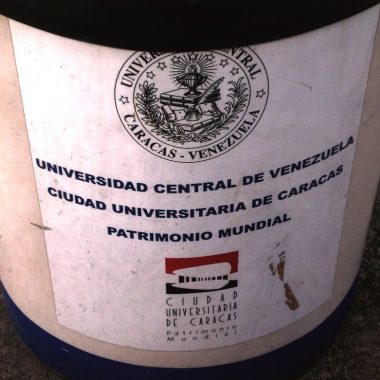 UNIVERSIDAD CENTRAL
CARACAS - VENEZUELA
UNIVERSIDAD CENTRAL DE VENEZUELA
CIUDAD UNIVERSITARIA DE CARACAS
PATRIMONIO MUNDIAL
CIUDAD
UNIVERSITARIA
DE CARACAS
Patrimonio
Mundial